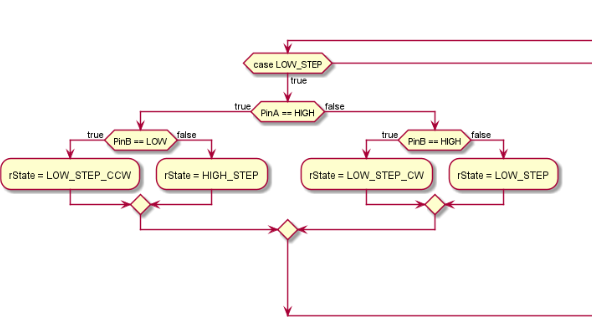 case LOW_STEP
true
true
PinA == HIGH
false
true
PinB == LOW
false
true
PinB == HIGH
false
rState = LOW_STEP_CCW
rState = HIGH_STEP
rState = LOW_STEP_CW
rState = LOW_STEP